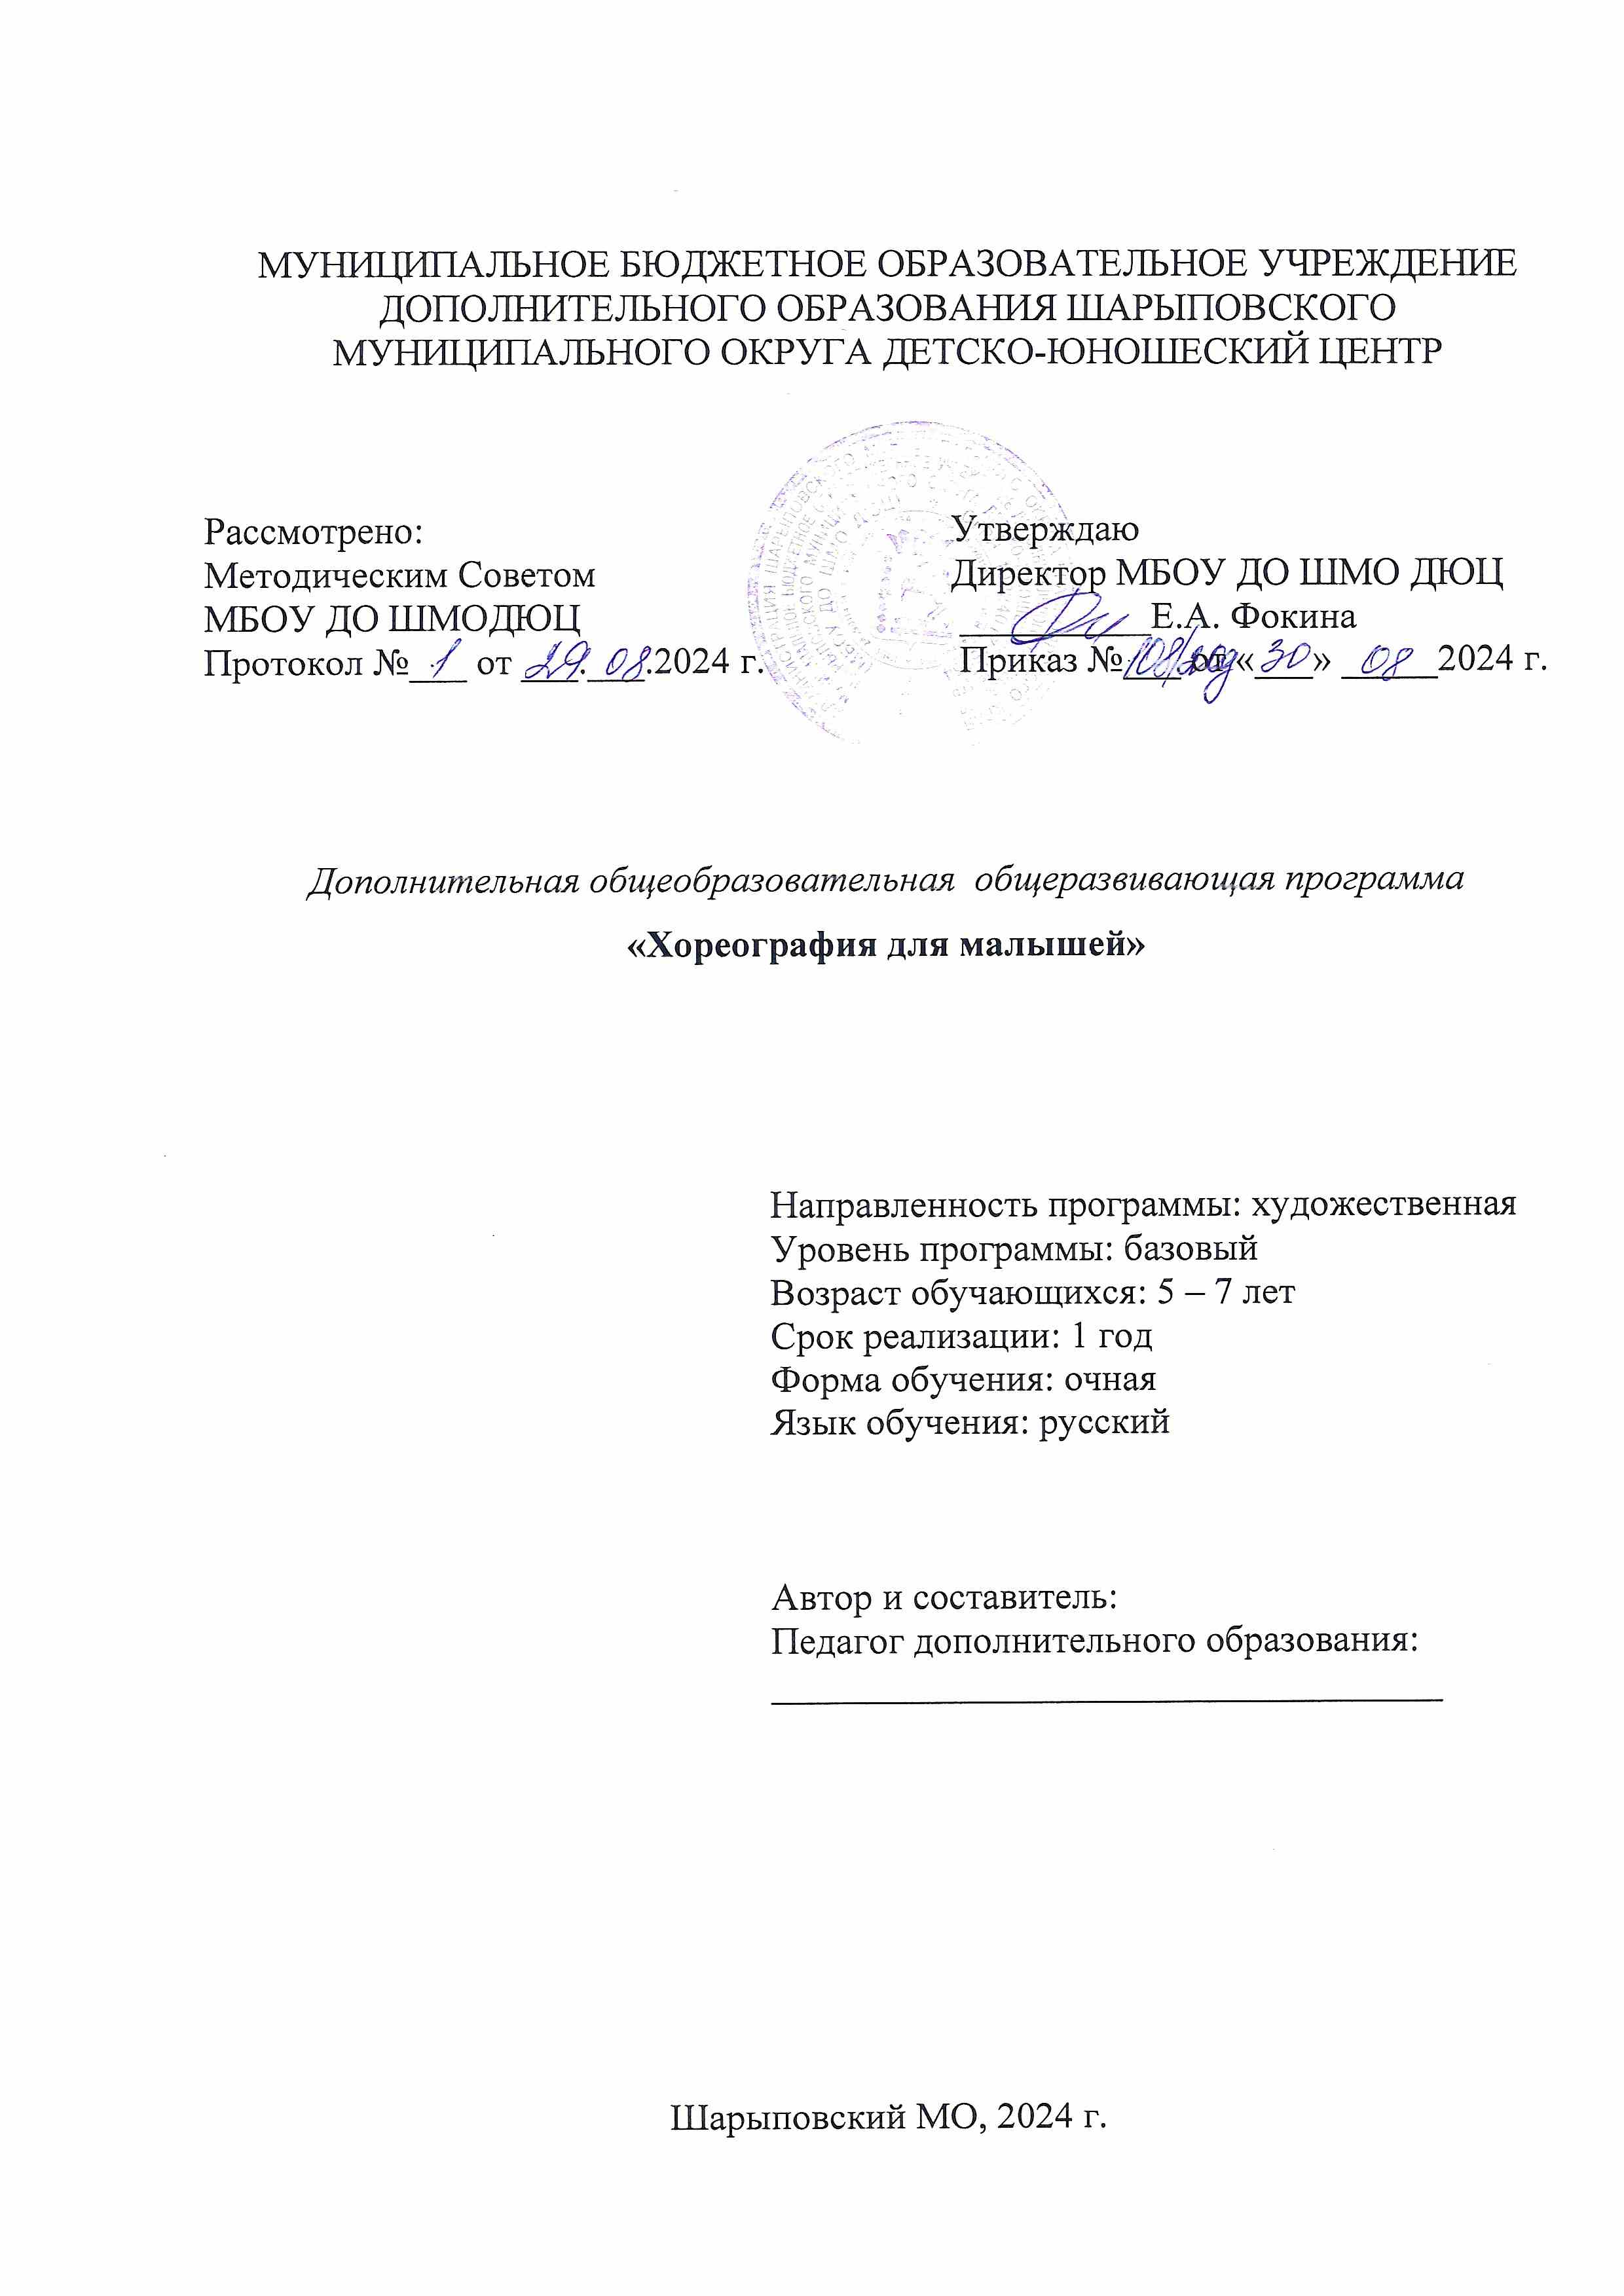 МУНИЦИПАЛЬНОЕ БЮДЖЕТНОЕ ОБРАЗОВАТЕЛЬНОЕ УЧРЕЖДЕНИЕ
ДОПОЛНИТЕЛЬНОГО ОБРАЗОВАНИЯ ШАРЫПОВСКОГО
МУНИЦИПАЛЬНОГО ОКРУГА ДЕТСКО-ЮНОШЕСКИЙ ЦЕНТР
Рассмотрено:
Методическим Советом
МБОУ ДО ШМОДЮЦ
Протокол № 1 от 29.08.2024 г.
Утверждаю
Директор МБОУ ДО ШМО ДЮЦ
Е.А. Фокина
Приказ № 108 от «30» 08 2024 г.
Дополнительная общеобразовательная общеразвивающая программа
«Хореография для малышей»
Направленность программы: художественная
Уровень программы: базовый
Возраст обучающихся: 5 – 7 лет
Срок реализации: 1 год
Форма обучения: очная
Язык обучения: русский
Автор и составитель:
Педагог дополнительного образования:
Шарыповский МО, 2024 г.